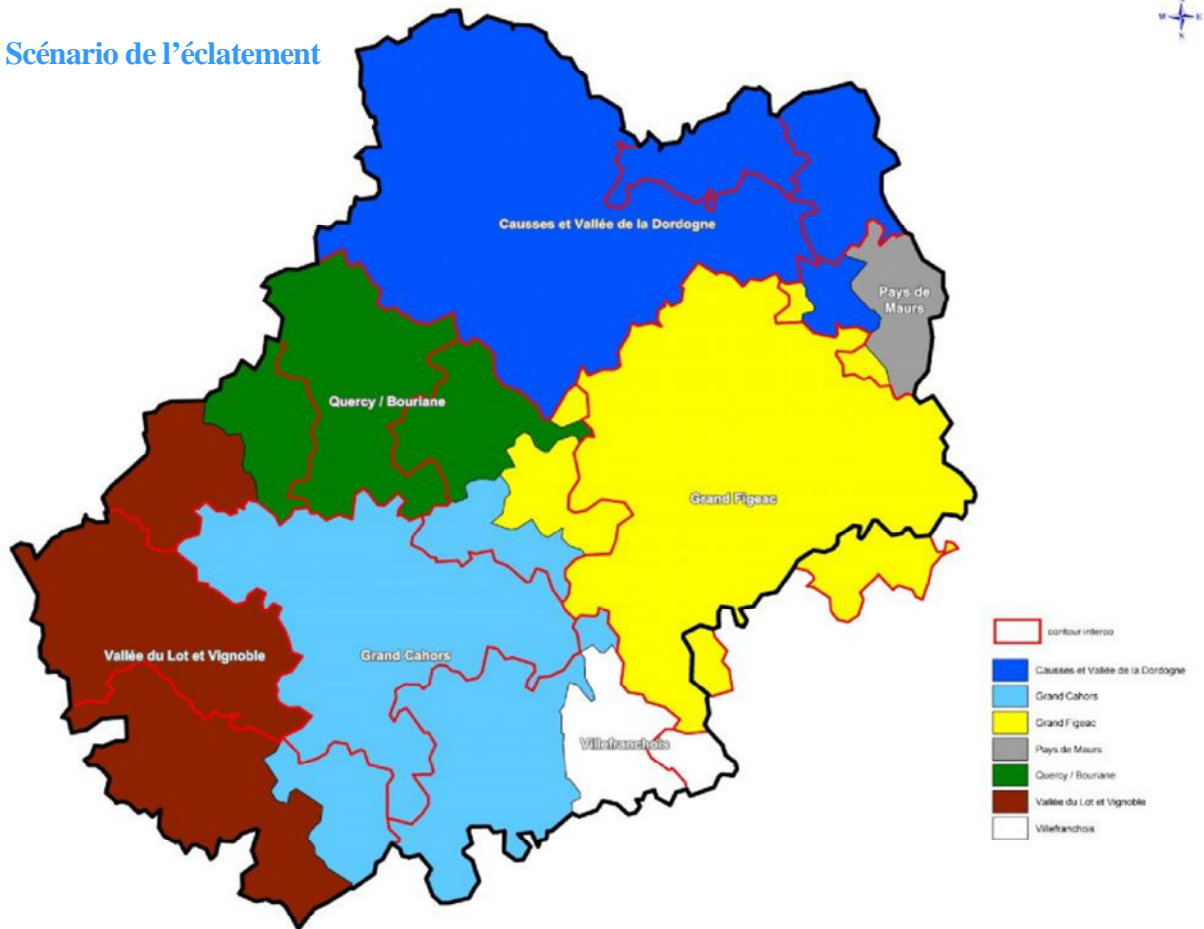 Scénario de l'éclatement
W
E
S
Causses et Vallée de la Dordogne
Pays de
Maurs
Quercy / Bouriane
Grand Figeac
Vallée du Lot et Vignoble
Grand Cahors
Villefranchois
contour interco
Causses et Vallée de la Dordogne
Grand Cahors
Grand Figeac
Pays de Maurs
Quercy / Bouriane
Vallée du Lot et Vignoble
Villefranchois